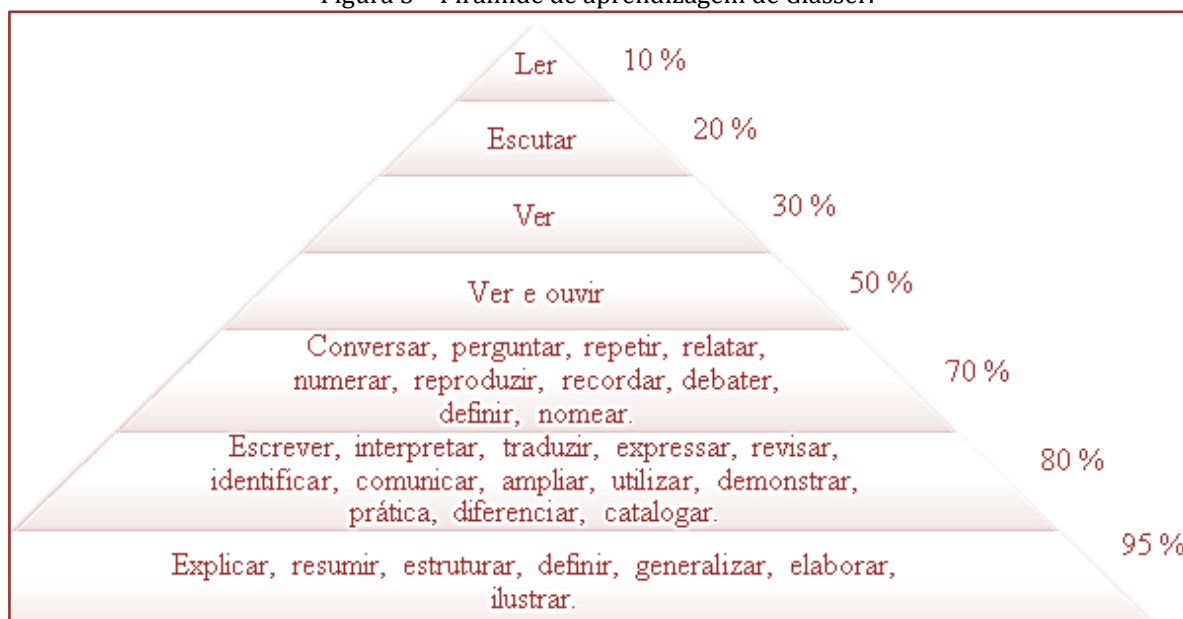 Ler 10 %
Escutar 20 %
Ver 30 %
Ver e ouvir 50 %
Conversar, perguntar, repetir, relatar,
numerar, reproduzir, recordar, debater, 70 %
definir, nomear.
Escrever, interpretar, traduzir, expressar, revisar,
identificar, comunicar, ampliar, utilizar, demonstrar, 80 %
prática, diferenciar, catalogar.
95 %
Explicar, resumir, estruturar, definir, generalizar, elaborar,
ilustrar.